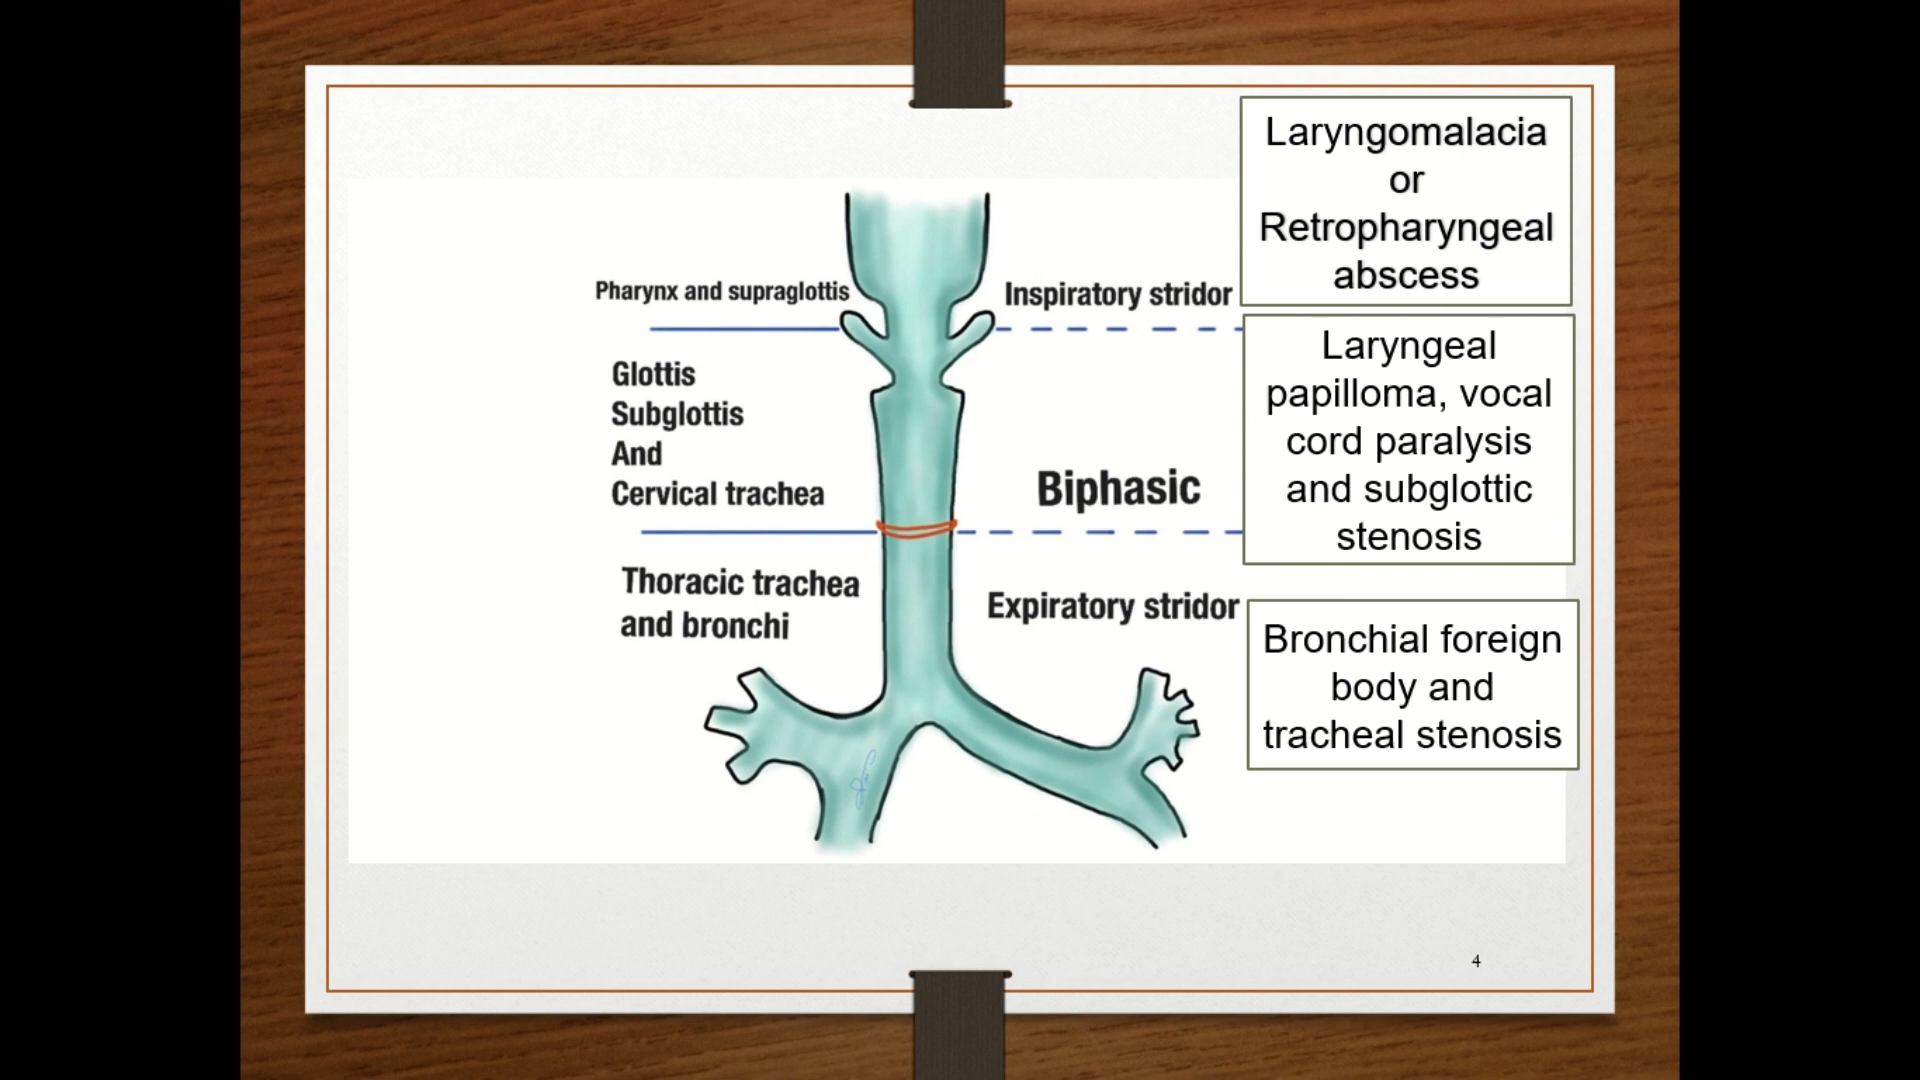 Laryngomalacia
or
Retropharyngeal
abscess
Pharynx and supraglottis
Inspiratory stridor
Glottis
Subglottis
And
Cervical trachea
Biphasic
Laryngeal
papilloma, vocal
cord paralysis
and subglottic
stenosis
Thoracic trachea
and bronchi
Expiratory stridor
Bronchial foreign
body and
tracheal stenosis
4